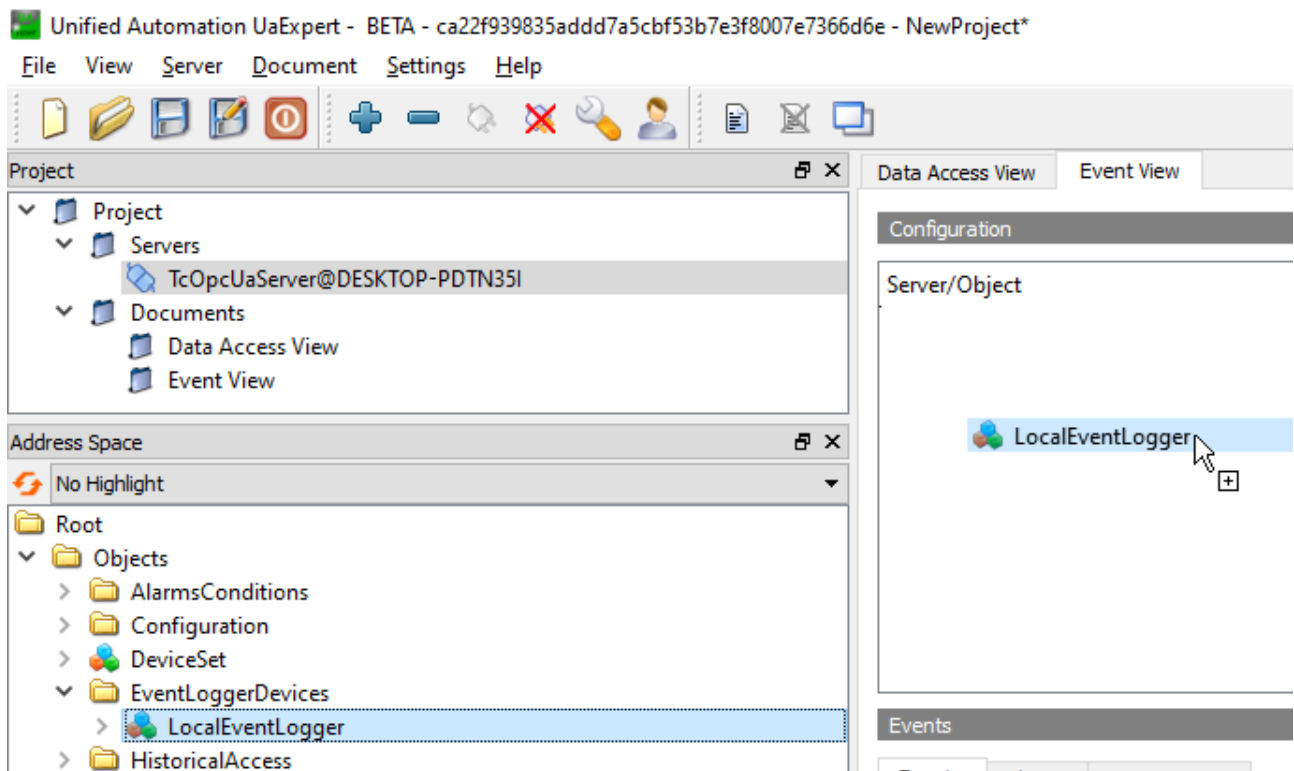 Unified Automation UaExpert - BETA - ca22f939835addd7a5cbf53b7e3f8007e7366d6e - NewProject*
File View Server Document Settings Help
Project
Project
Servers
TcOpcUaServer@DESKTOP-PDTN35I
Documents
Data Access View
Event View
Address Space
No Highlight
Root
Objects
AlarmsConditions
Configuration
DeviceSet
EventLoggerDevices
LocalEventLogger
HistoricalAccess
Data Access View Event View
Configuration
Server/Object
LocalEventLogger
Events